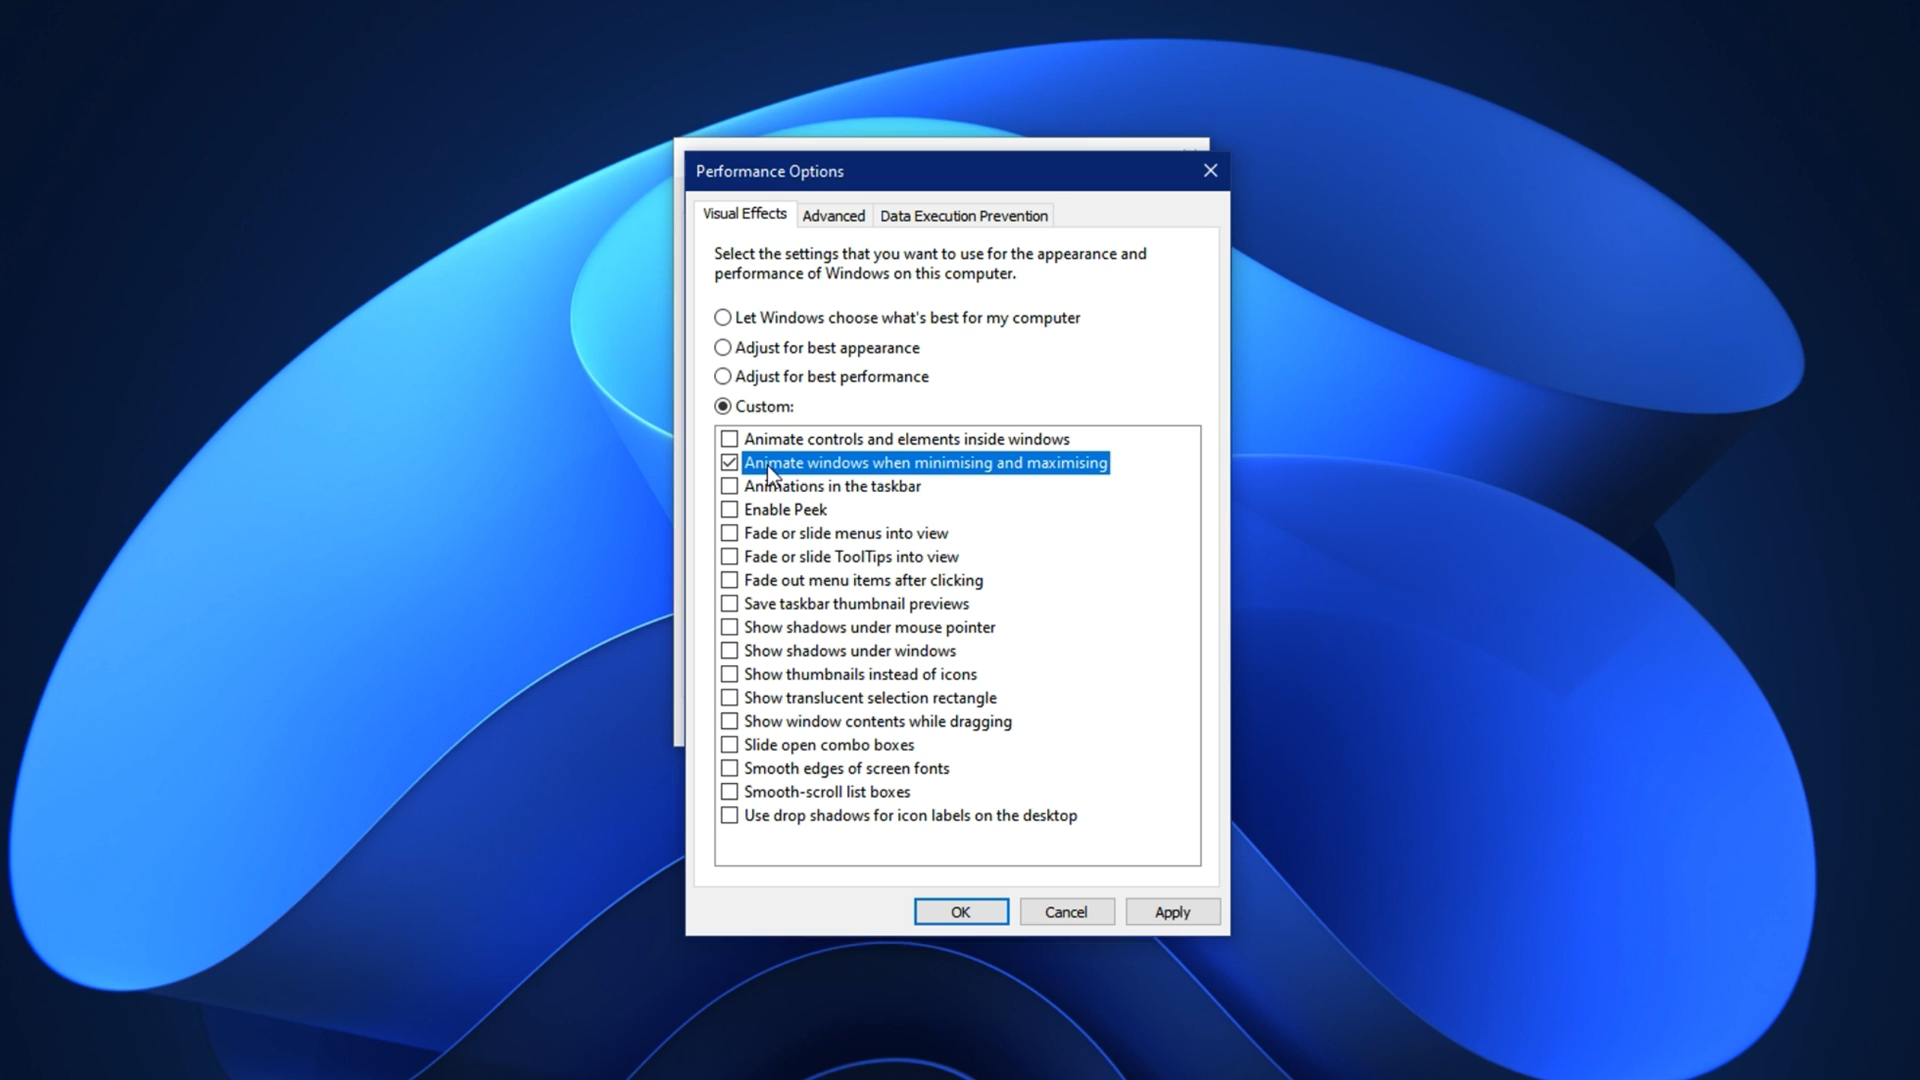 Performance Options
Visual Effects
Advanced
Data Execution Prevention
Select the settings that you want to use for the appearance and
performance of Windows on this computer.
Let Windows choose what's best for my computer
Adjust for best appearance
Adjust for best performance
Custom:
Animate controls and elements inside windows
Animate windows when minimising and maximising
Animations in the taskbar
Enable Peek
Fade or slide menus into view
Fade or slide ToolTips into view
Fade out menu items after clicking
Save taskbar thumbnail previews
Show shadows under mouse pointer
Show shadows under windows
Show thumbnails instead of icons
Show translucent selection rectangle
Show window contents while dragging
Slide open combo boxes
Smooth edges of screen fonts
Smooth-scroll list boxes
Use drop shadows for icon labels on the desktop
OK
Cancel
Apply